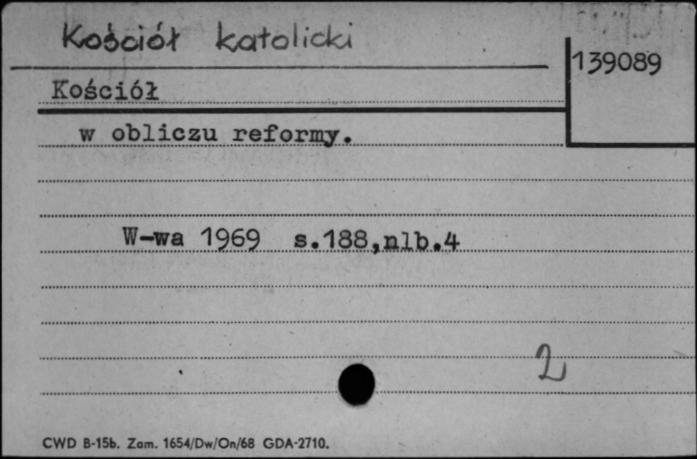 Kościół katolicki
139089
Kościół
w obliczu reformy.
W-wa 1969 s.188,nlb.4
2
CWD B-15b. Zam. 1654/Dw/On/68 GDA-2710.